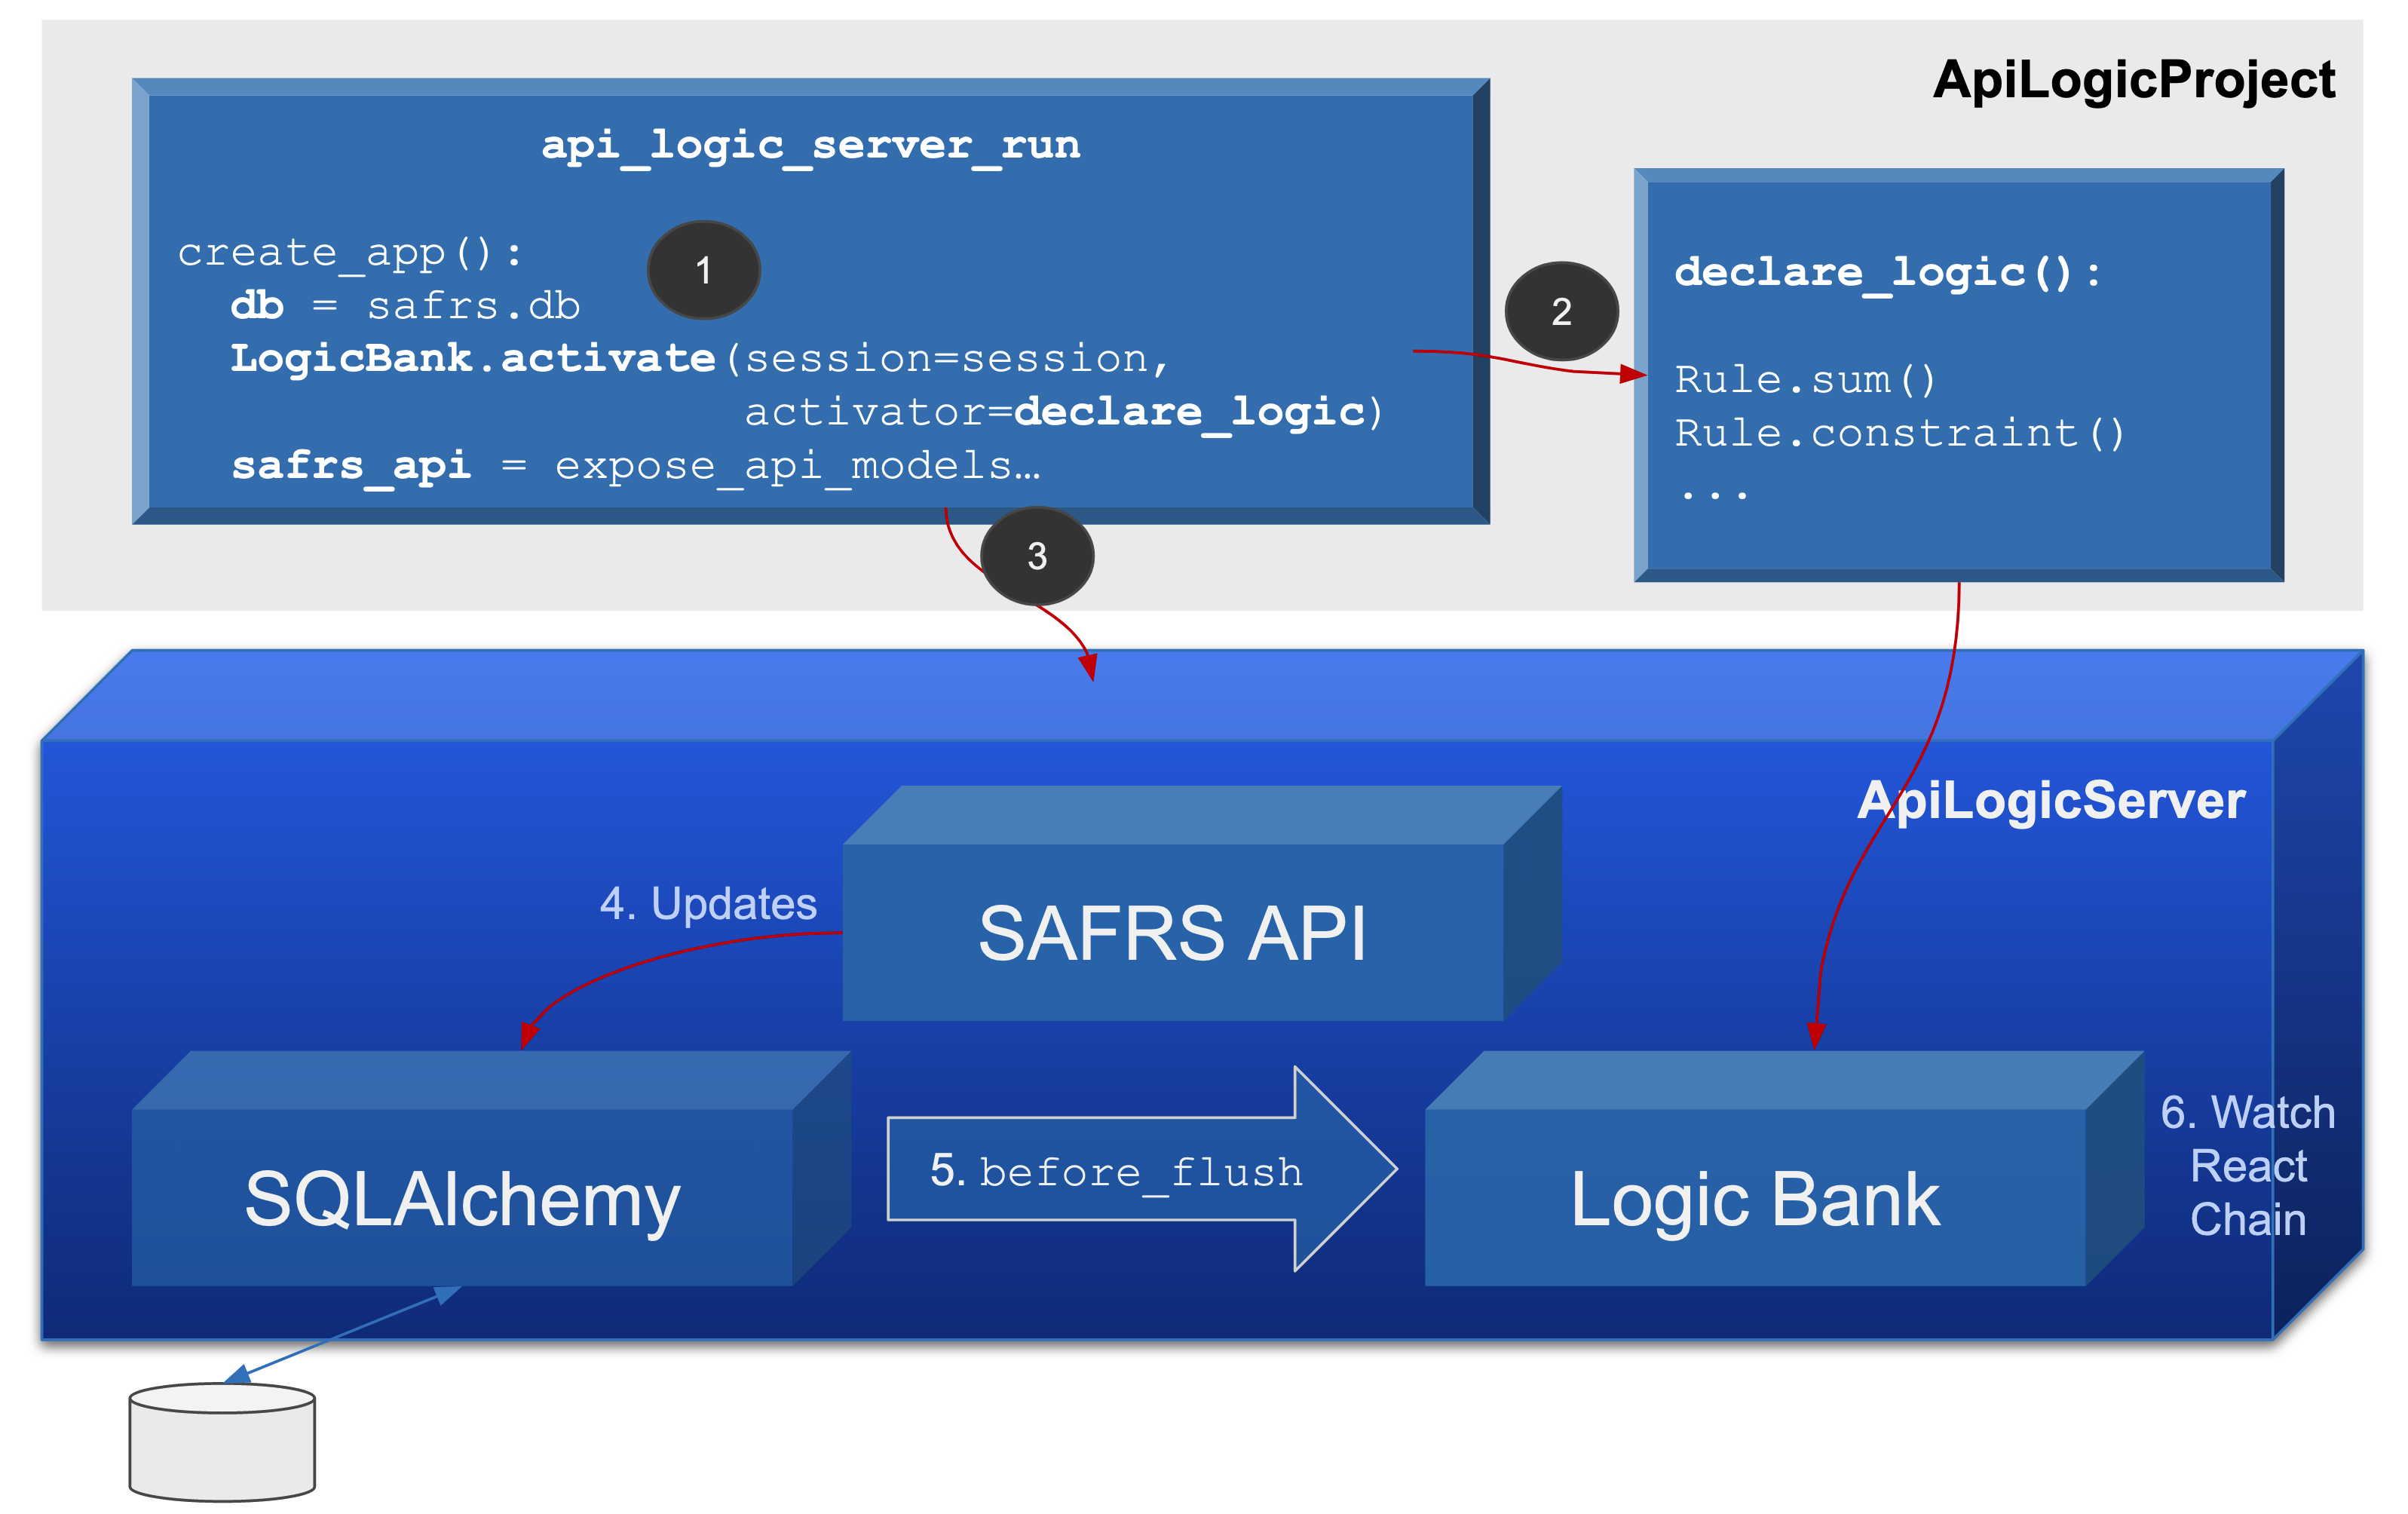 ApiLogicProject
api_logic_server_run
create_app():
db = safrs.db
LogicBank.activate(session=session,
activator=declare_logic)
safrs_api = expose_api_models…
1
2
declare_logic():
Rule.sum()
Rule.constraint()
...
3
ApiLogicServer
SAFRS API
4. Updates
SQLAlchemy
5. before_flush
Logic Bank
6. Watch
React
Chain